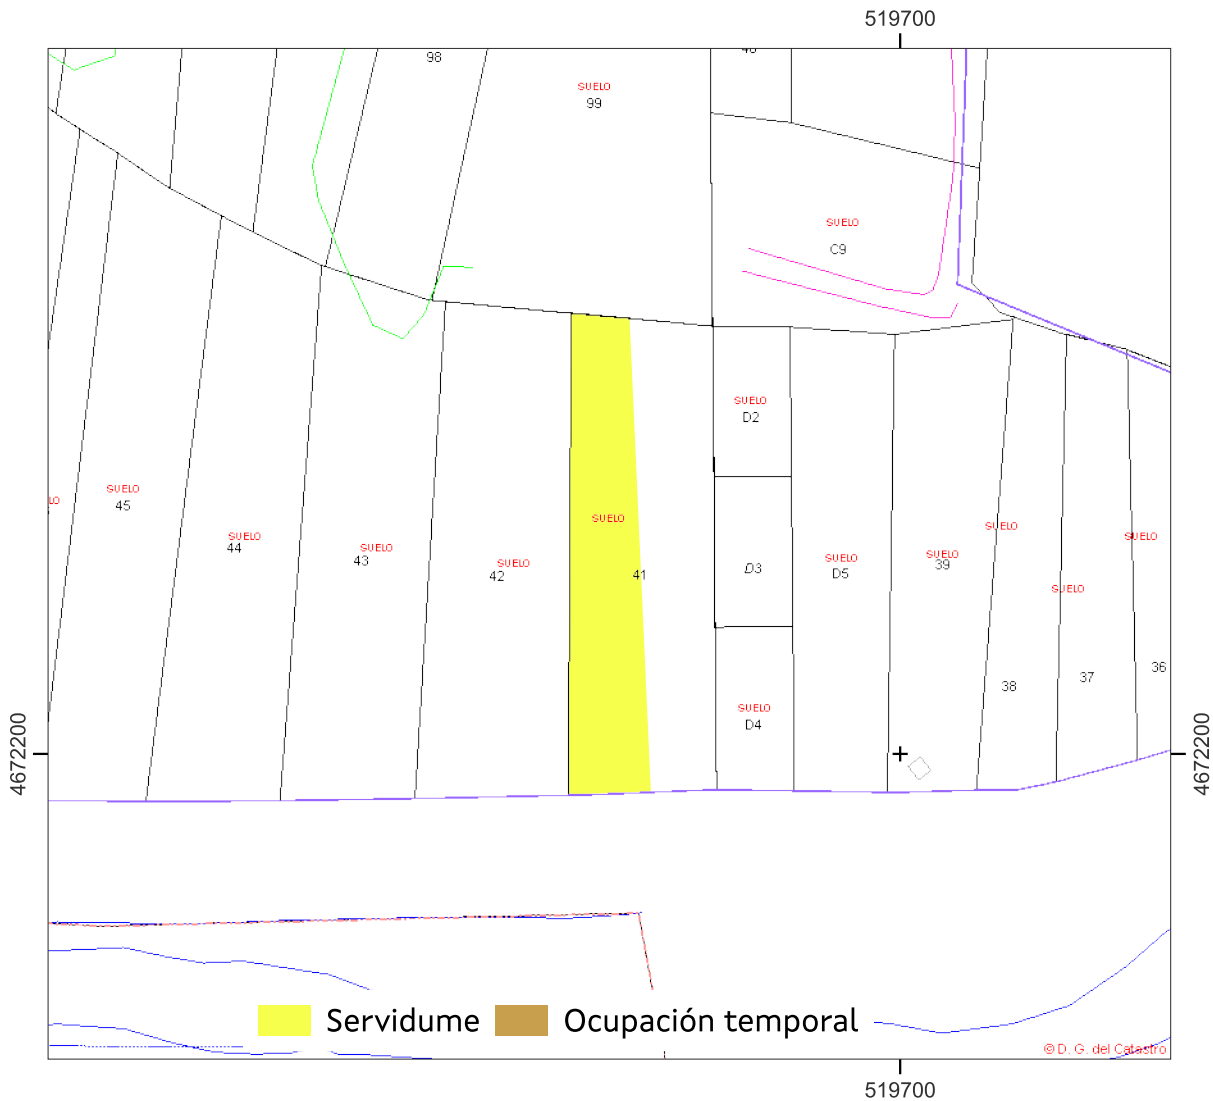 519700
98
SUELO
99
SUELO
C9
SUELO
D2
SUELO
45
SUELO
44
SUELO
43
SUELO
42
SUELO
41
D3
SUELO
D5
SUELO
39
SUELO
SUELO
SUELO
38
37
36
SUELO
D4
4672200
4672200
Servidume
Ocupación temporal
© D. G. del Catastro
519700